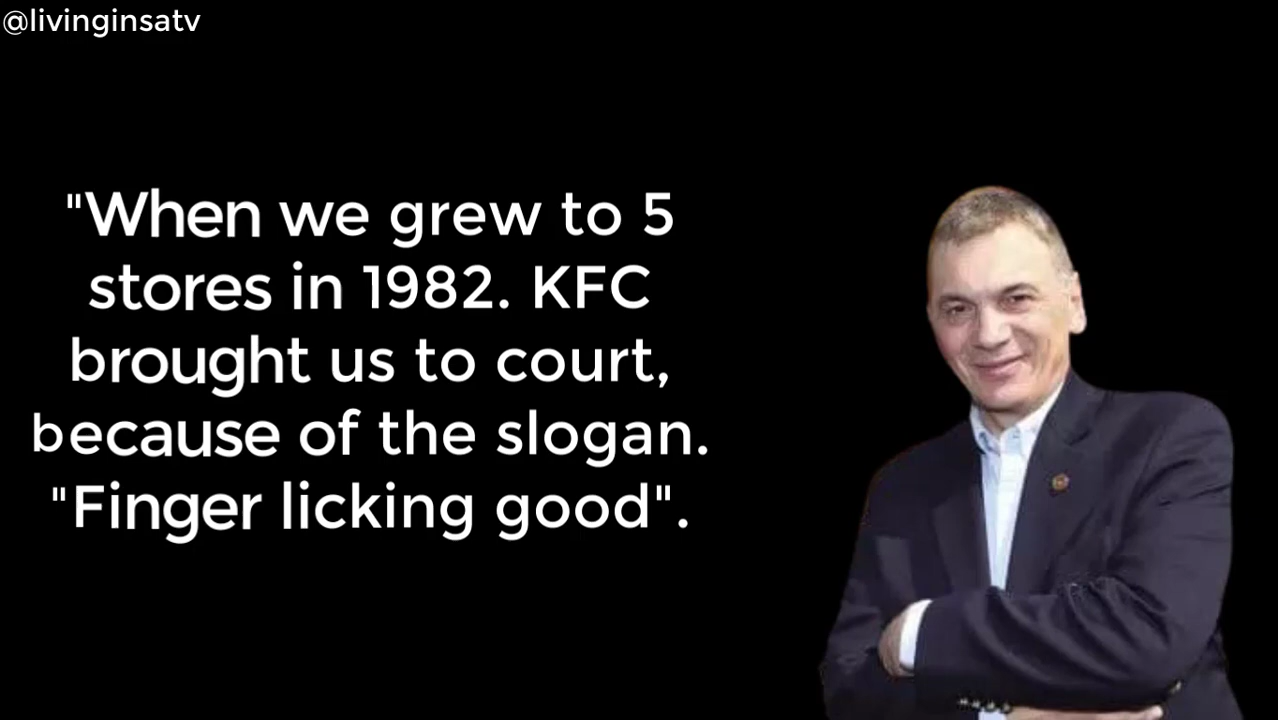 @livinginsatv
"When we grew to 5
stores in 1982. KFC
brought us to court,
because of the slogan.
"Finger licking good".